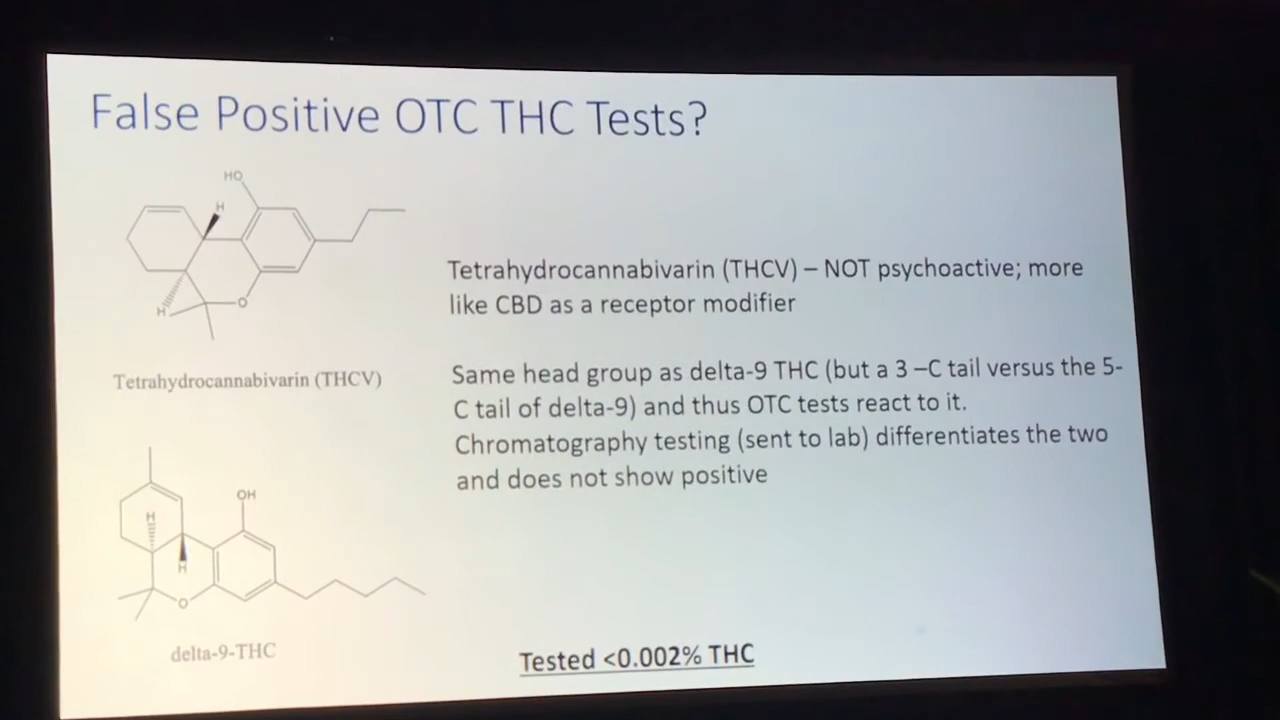 False Positive OTC THC Tests?
HO
H
H
O
Tetrahydrocannabivarin (THCV)
Tetrahydrocannabivarin (THCV) – NOT psychoactive; more
like CBD as a receptor modifier
Same head group as delta-9 THC (but a 3 –C tail versus the 5-
C tail of delta-9) and thus OTC tests react to it.
Chromatography testing (sent to lab) differentiates the two
and does not show positive
OH
H
H
O
delta-9-THC
Tested <0.002% THC